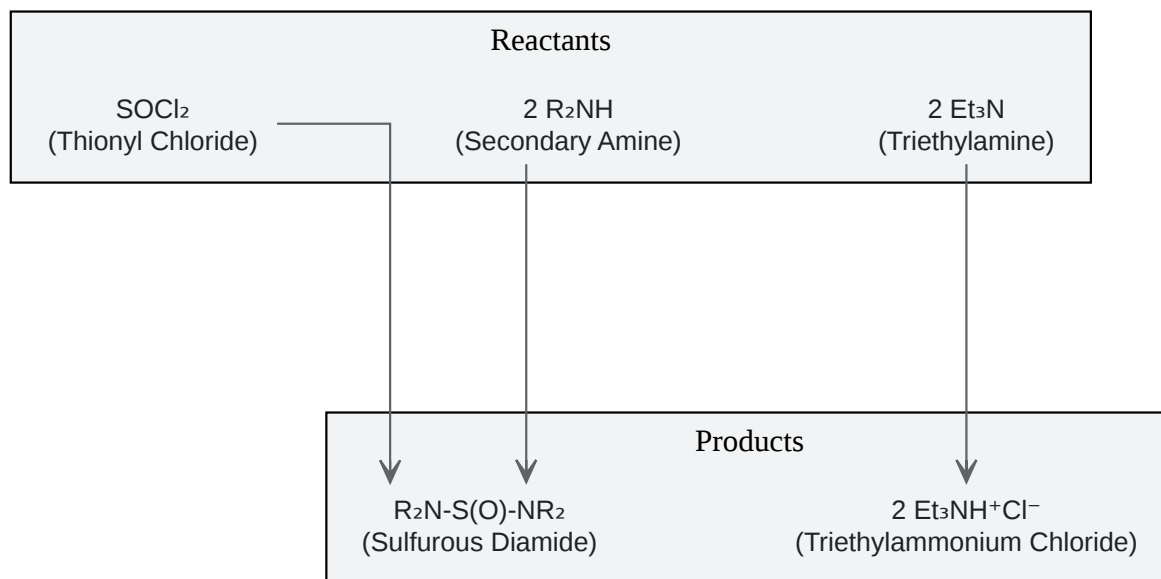 Reactants
SOCl₂
(Thionyl Chloride)
2 R₂NH
(Secondary Amine)
2 Et₃N
(Triethylamine)
Products
R₂N-S(O)-NR₂
(Sulfurous Diamide)
2 Et₃NH⁺Cl⁻
(Triethylammonium Chloride)